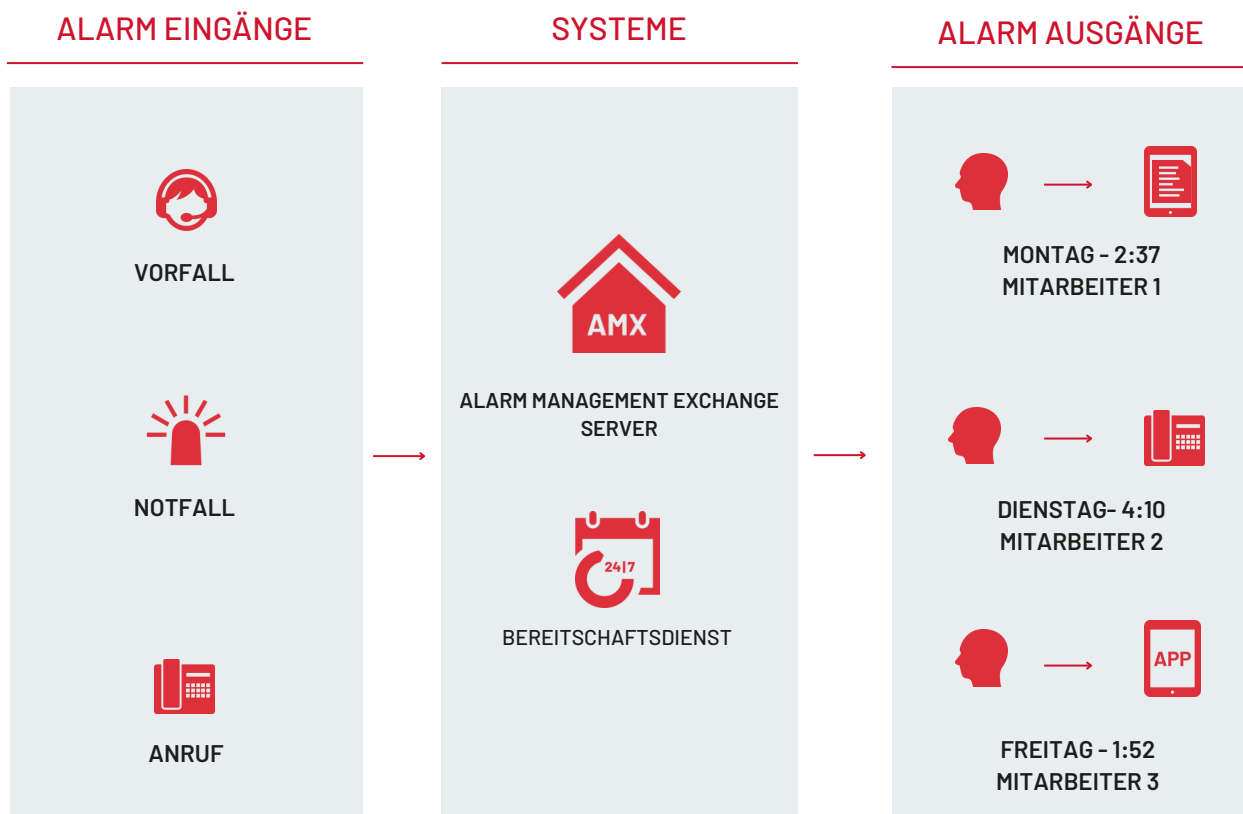 ALARM EINGÄNGE
VORFALL
NOTFALL
ANRUF
SYSTEME
AMX
ALARM MANAGEMENT EXCHANGE
SERVER
24|7
BEREITSCHAFTSDIENST
ALARM AUSGÄNGE
MONTAG - 2:37
MITARBEITER 1
DIENSTAG- 4:10
MITARBEITER 2
APP
FREITAG - 1:52
MITARBEITER 3